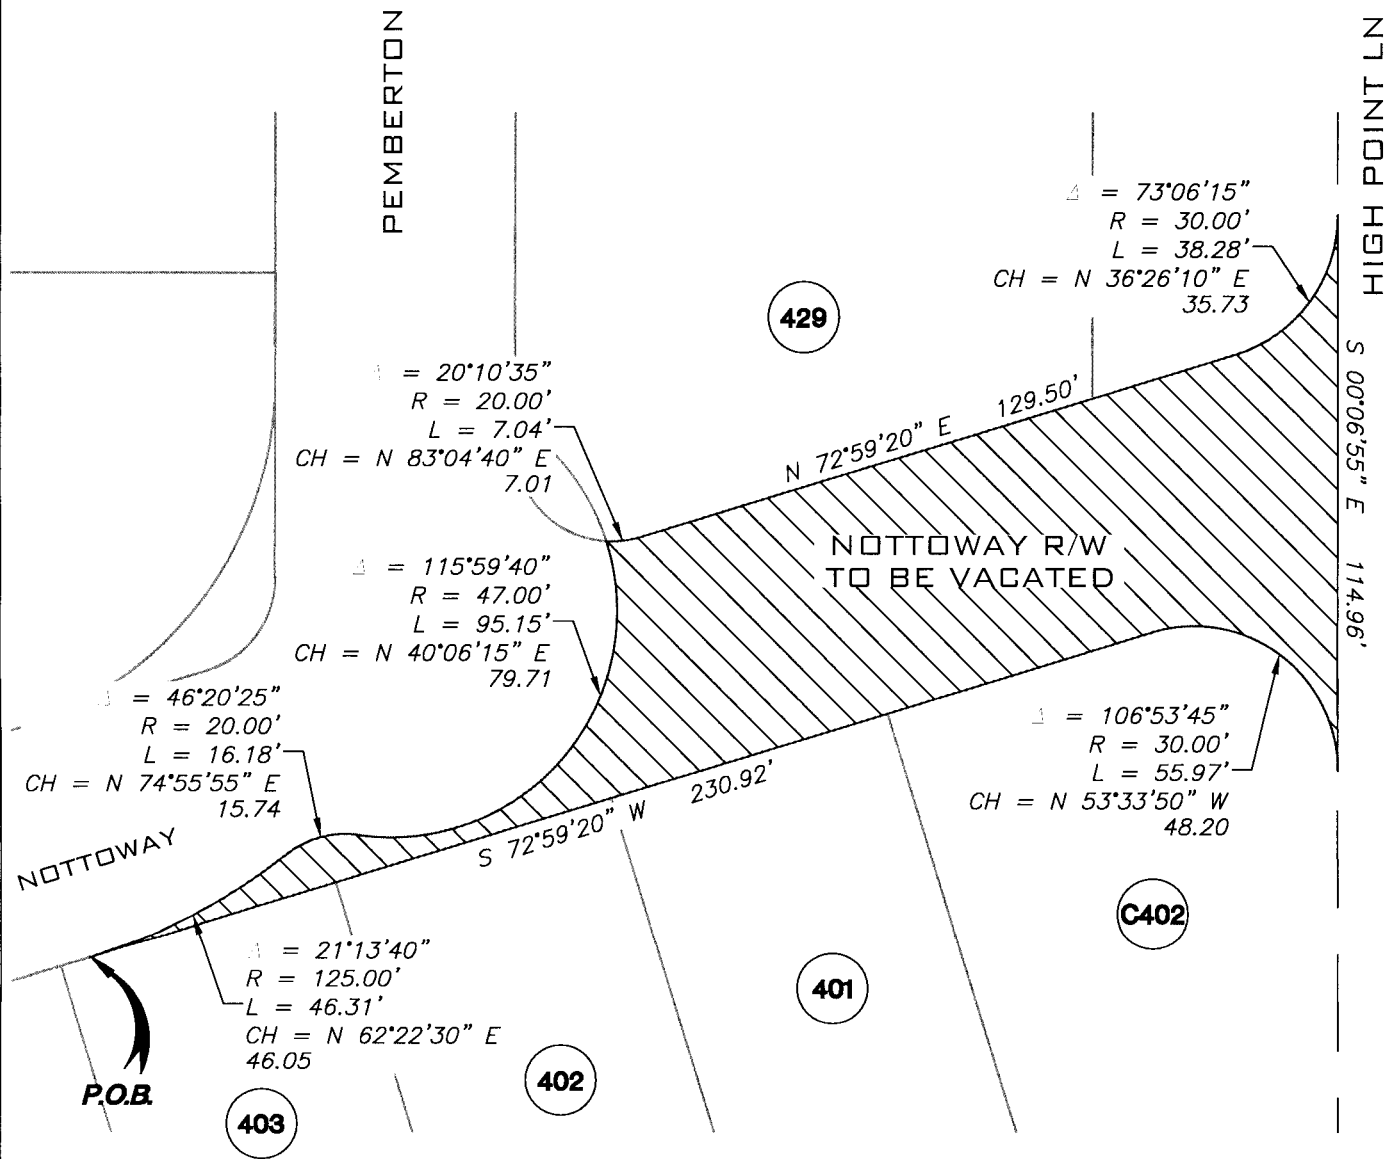 PEMBERTON
HIGH POINT LN
Δ = 73°06'15"
R = 30.00'
L = 38.28'
CH = N 36°26'10" E
35.73
429
S 00°06'55" E 114.96'
Δ = 20°10'35"
R = 20.00'
L = 7.04'
CH = N 83°04'40" E
7.01
N 72°59'20" E 129.50'
NOTTOWAY R/W
TO BE VACATED
Δ = 115°59'40"
R = 47.00'
L = 95.15'
CH = N 40°06'15" E
79.71
Δ = 46°20'25"
R = 20.00'
L = 16.18'
CH = N 74°55'55" E
15.74
Δ = 106°53'45"
R = 30.00'
L = 55.97'
CH = N 53°33'50" W
48.20
S 72°59'20" W 230.92'
NOTTOWAY
C402
Δ = 21°13'40"
R = 125.00'
L = 46.31'
CH = N 62°22'30" E
46.05
401
402
P.O.B.
403